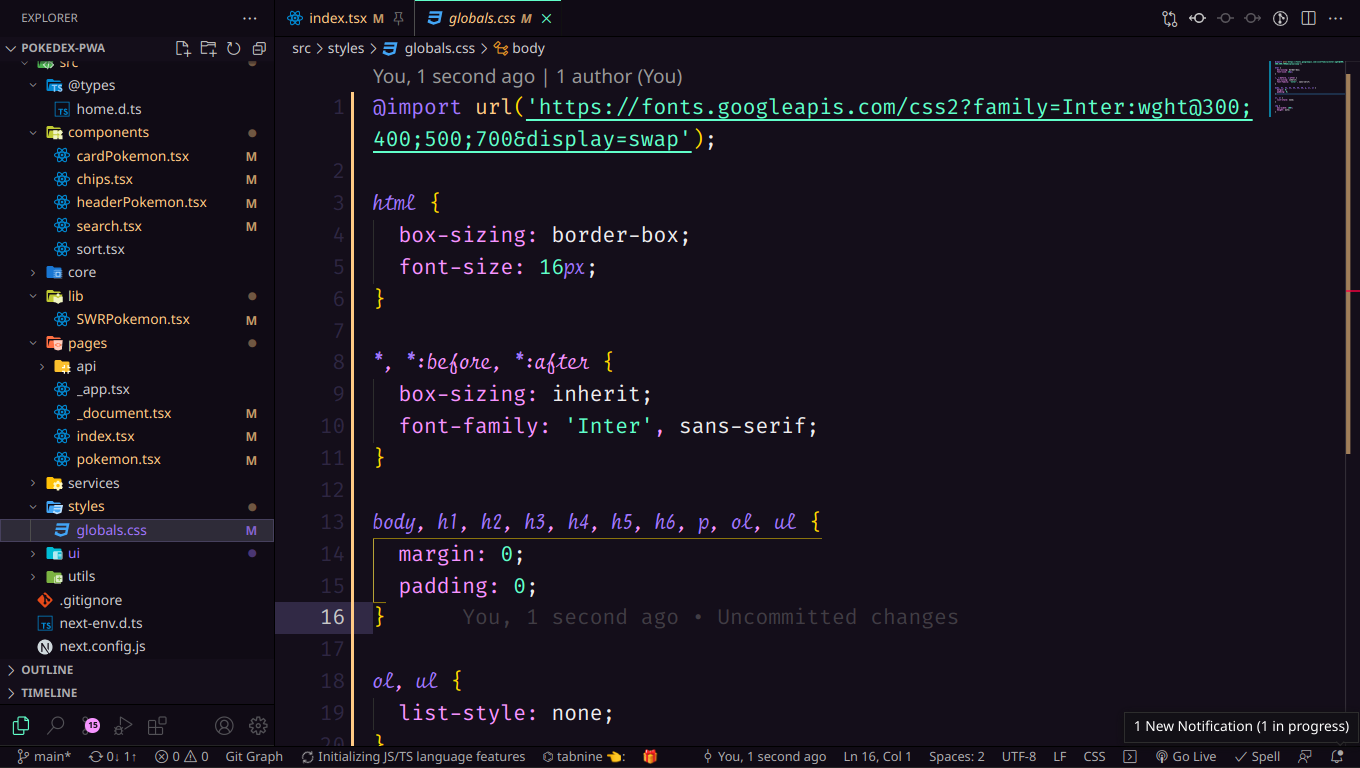 EXPLORER
POKEDEX-PWA
src
@types
home.d.ts
components
cardPokemon.tsx M
chips.tsx M
headerPokemon.tsx M
search.tsx M
sort.tsx
core
lib
SWRPokemon.tsx M
pages
api
_app.tsx
_document.tsx M
index.tsx M
pokemon.tsx M
services
styles
globals.css M
ui
utils
.gitignore
next-env.d.ts
next.config.js
OUTLINE
TIMELINE
15
index.tsx M globals.css M
src > styles > globals.css > body
You, 1 second ago | 1 author (You)
1 @import url('https://fonts.googleapis.com/css2?family=Inter:wght@300;
400;500;700&display=swap');
2
3 html {
4 box-sizing: border-box;
5 font-size: 16px;
6 }
7
8 *, *:before, *:after {
9 box-sizing: inherit;
10 font-family: 'Inter', sans-serif;
11 }
12
13 body, h1, h2, h3, h4, h5, h6, p, ol, ul {
14 margin: 0;
15 padding: 0;
16 } You, 1 second ago • Uncommitted changes
17
18 ol, ul {
19 list-style: none;
20 }
1 New Notification (1 in progress)
main* 0↓ 1↑ 0 0 Git Graph Initializing JS/TS language features tabnine 👈: You, 1 second ago Ln 16, Col 1 Spaces: 2 UTF-8 LF CSS Go Live Spell